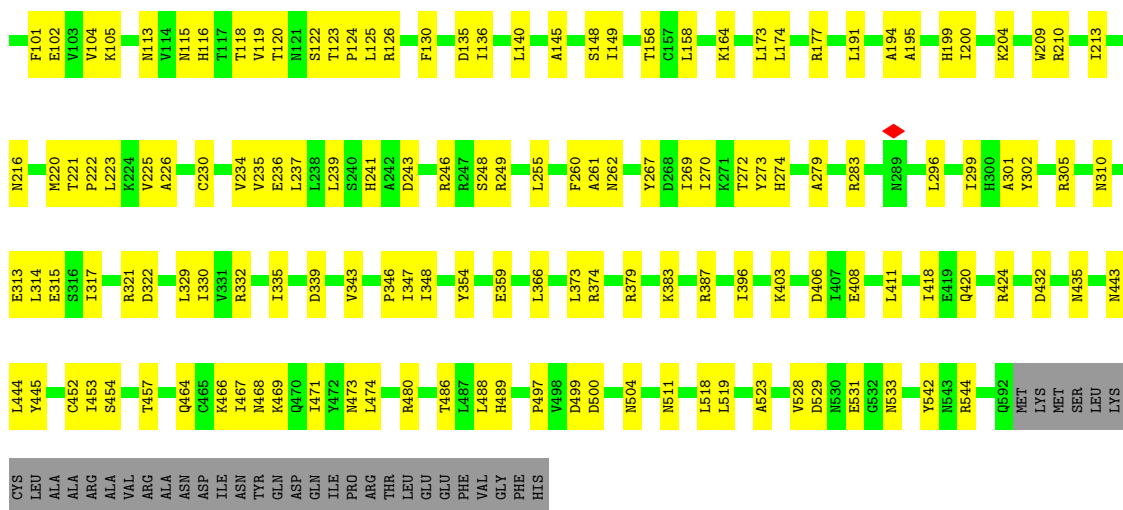 F101 E102 V103 V104 K105 N113 V114 N115 H116 T117 T118 V119 T120 N121 S122 T123 P124 L125 R126 F130 D135 I136 L140 A145 S148 I149 T156 C157 L158 K164 L173 L174 R177 L191 A194 A195 H199 I200 K204 W209 R210 I213
N216 M220 T221 P222 L223 K224 V225 A226 C230 V234 V235 E236 L237 L238 L239 S240 H241 A242 D243 R246 R247 S248 R249 L255 F260 A261 N262 Y267 D268 I269 I270 K271 T272 Y273 H274 A279 R283 N289 L296 I299 H300 A301 Y302 R305 N310
E313 L314 E315 S316 I317 R321 D322 L329 I330 V331 R332 I335 D339 V343 P346 I347 I348 Y354 E359 L366 L373 R374 R379 K383 R387 I396 K403 D406 I407 E408 L411 I418 E419 Q420 R424 D432 N435 N443
L444 Y445 C452 I453 S454 T457 Q464 C465 K466 I467 N468 K469 Q470 I471 Y472 N473 L474 R480 T486 L487 L488 H489 P497 V498 D499 D500 N504 N511 L518 L519 A523 V528 D529 N530 E531 G532 N533 Y542 N543 R544 Q592 MET LYS MET SER LEU LYS
CYS LEU ALA ALA ARG ALA VAL ARG ALA ASN ASP ILE ASN TYR GLN ASP GLN ILE PRO ARG THR LEU GLU GLU PHE VAL GLY PHE HIS